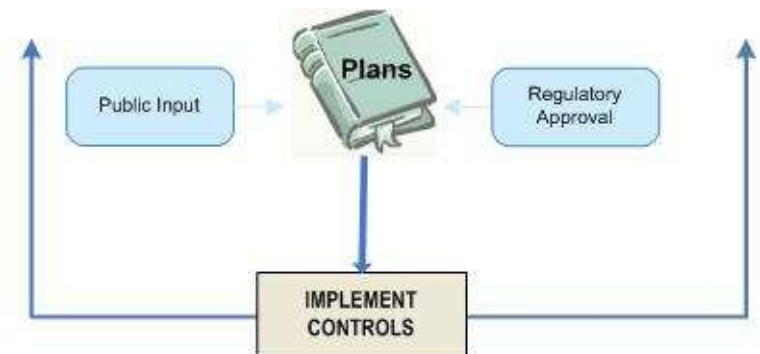 Plans
Public Input
Regulatory
Approval
IMPLEMENT
CONTROLS